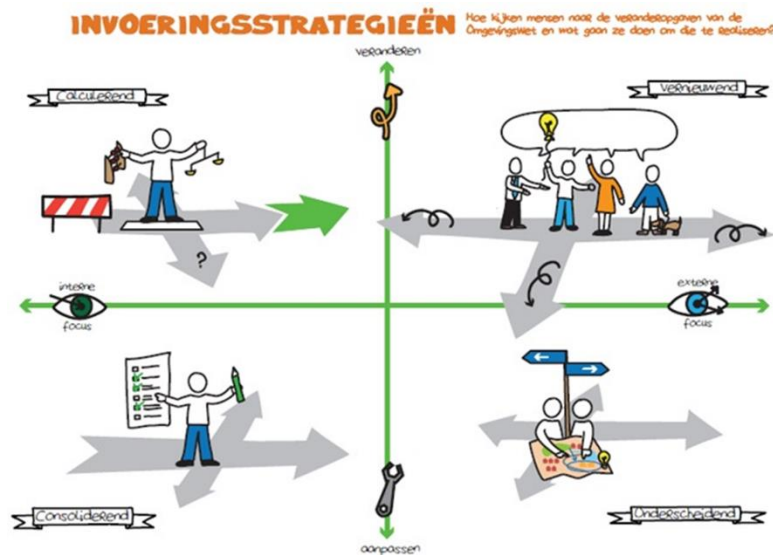 INVOERINGSSTRATEGIEËN
Hoe kijken mensen naar de veranderopgaven van de
Omgevingswet en wat gaan ze doen om die te realiseren?
veranderen
Calculerend
Vernieuwend
?
interne
focus
externe
focus
Consoliderend
Onderscheidend
aanpassen